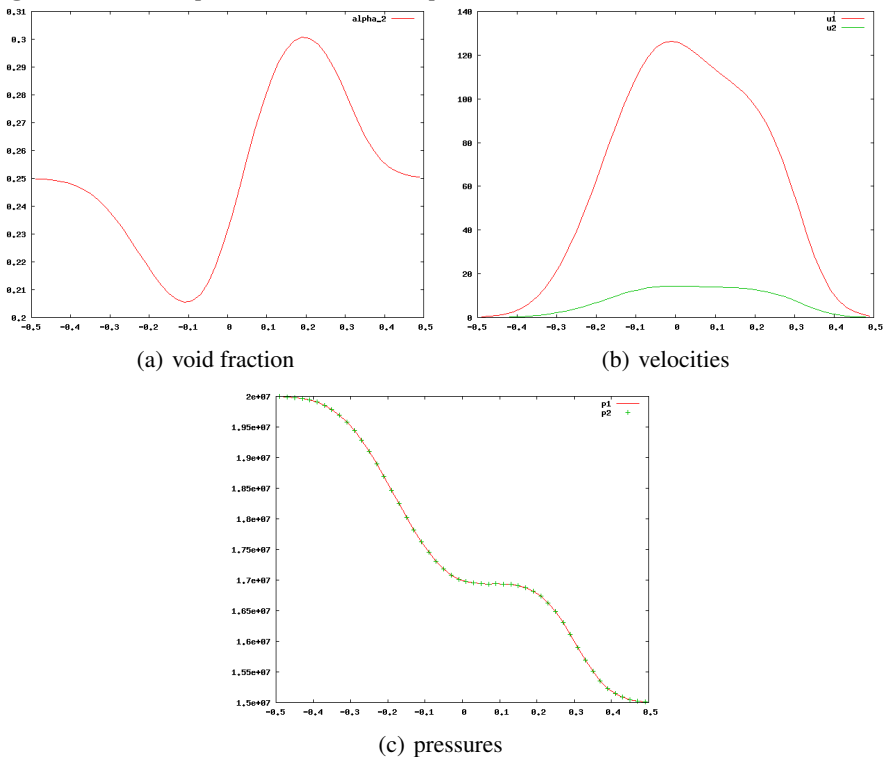 0.31
alpha_2
0.3
0.29
0.28
0.27
0.26
0.25
0.24
0.23
0.22
0.21
0.2
-0.5 -0.4 -0.3 -0.2 -0.1 0 0.1 0.2 0.3 0.4 0.5
(a) void fraction
140
u1
u2
120
100
80
60
40
20
0
-0.5 -0.4 -0.3 -0.2 -0.1 0 0.1 0.2 0.3 0.4 0.5
(b) velocities
2e+07
p1
p2
1.95e+07
1.9e+07
1.85e+07
1.8e+07
1.75e+07
1.7e+07
1.65e+07
1.6e+07
1.55e+07
1.5e+07
-0.5 -0.4 -0.3 -0.2 -0.1 0 0.1 0.2 0.3 0.4 0.5
(c) pressures